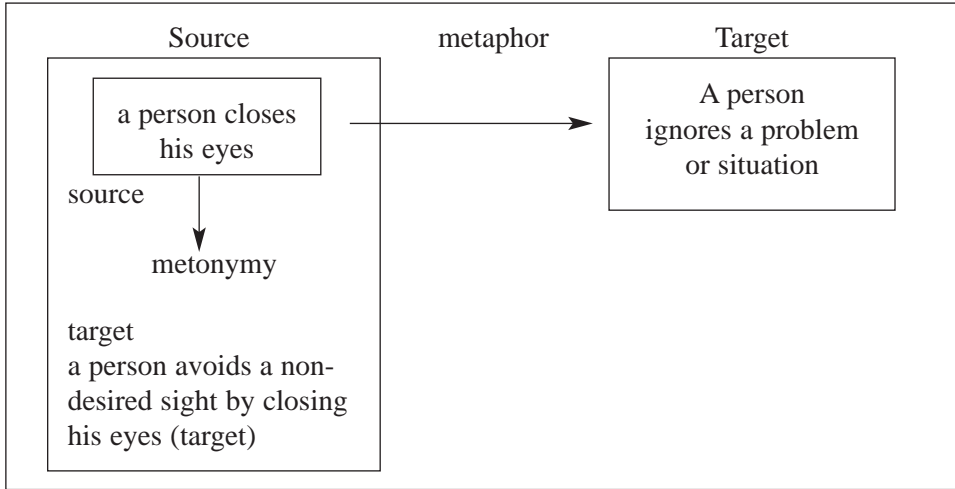 Source metaphor Target
a person closes
his eyes
source
metonymy
target
a person avoids a non-
desired sight by closing
his eyes (target)
A person
ignores a problem
or situation